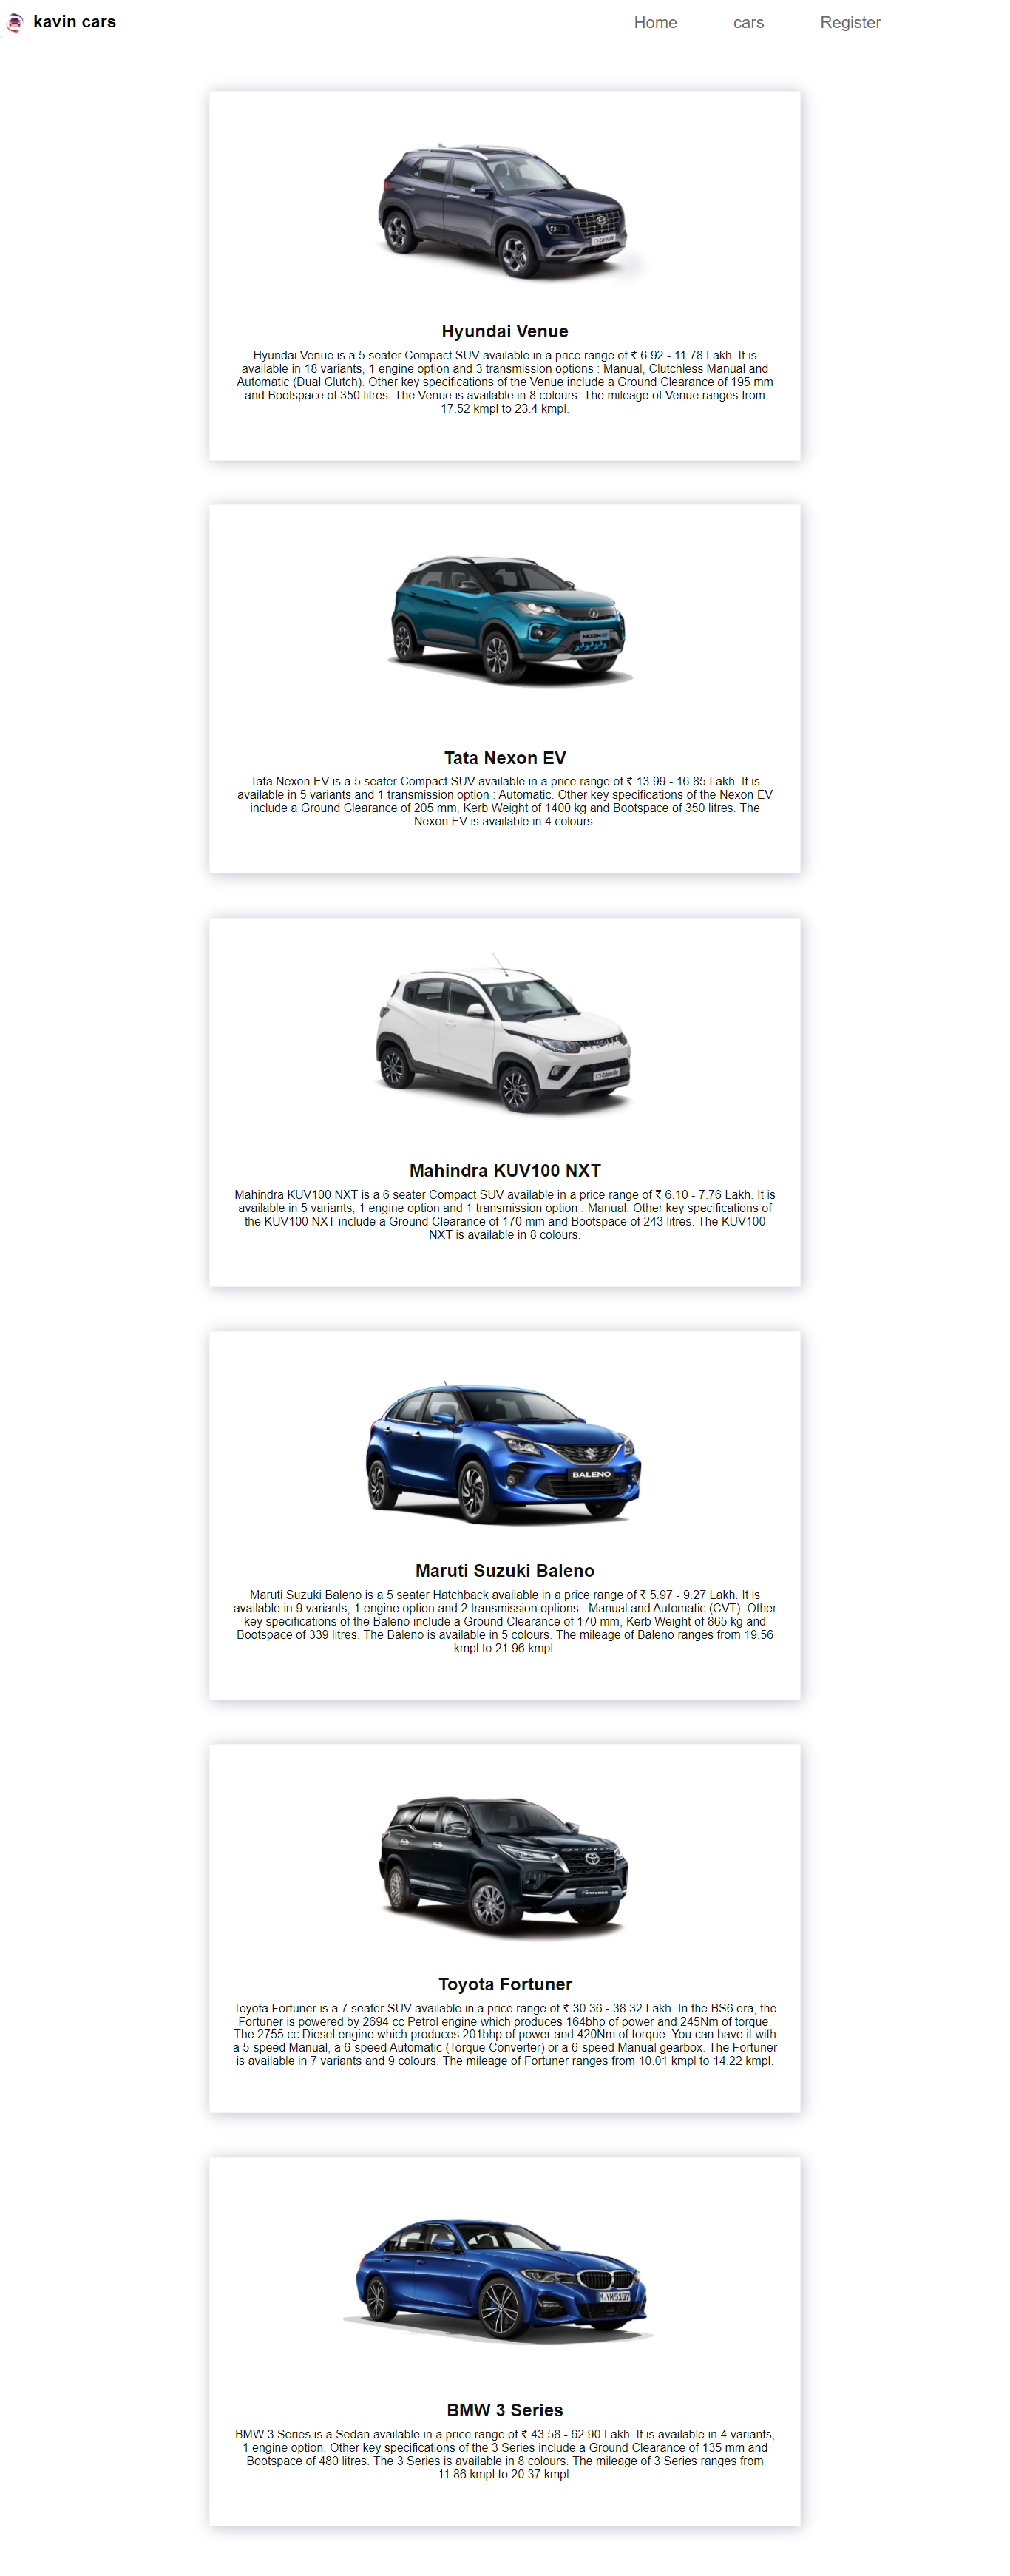 kavin cars
Home
cars
Register
Hyundai Venue
Hyundai Venue is a 5 seater Compact SUV available in a price range of ₹ 6.92 - 11.78 Lakh. It is
available in 18 variants, 1 engine option and 3 transmission options : Manual, Clutchless Manual and
Automatic (Dual Clutch). Other key specifications of the Venue include a Ground Clearance of 195 mm
and Bootspace of 350 litres. The Venue is available in 8 colours. The mileage of Venue ranges from
17.52 kmpl to 23.4 kmpl.
NEXON EV
Tata Nexon EV
Tata Nexon EV is a 5 seater Compact SUV available in a price range of ₹ 13.99 - 16.85 Lakh. It is
available in 5 variants and 1 transmission option : Automatic. Other key specifications of the Nexon EV
include a Ground Clearance of 205 mm, Kerb Weight of 1400 kg and Bootspace of 350 litres. The
Nexon EV is available in 4 colours.
Mahindra KUV100 NXT
Mahindra KUV100 NXT is a 6 seater Compact SUV available in a price range of ₹ 6.10 - 7.76 Lakh. It is
available in 5 variants, 1 engine option and 1 transmission option : Manual. Other key specifications of
the KUV100 NXT include a Ground Clearance of 170 mm and Bootspace of 243 litres. The KUV100
NXT is available in 8 colours.
BALENO
Maruti Suzuki Baleno
Maruti Suzuki Baleno is a 5 seater Hatchback available in a price range of ₹ 5.97 - 9.27 Lakh. It is
available in 9 variants, 1 engine option and 2 transmission options : Manual and Automatic (CVT). Other
key specifications of the Baleno include a Ground Clearance of 170 mm, Kerb Weight of 865 kg and
Bootspace of 339 litres. The Baleno is available in 5 colours. The mileage of Baleno ranges from 19.56
kmpl to 21.96 kmpl.
FORTUNER
Toyota Fortuner
Toyota Fortuner is a 7 seater SUV available in a price range of ₹ 30.36 - 38.32 Lakh. In the BS6 era, the
Fortuner is powered by 2694 cc Petrol engine which produces 164bhp of power and 245Nm of torque.
The 2755 cc Diesel engine which produces 201bhp of power and 420Nm of torque. You can have it with
a 5-speed Manual, a 6-speed Automatic (Torque Converter) or a 6-speed Manual gearbox. The Fortuner
is available in 7 variants and 9 colours. The mileage of Fortuner ranges from 10.01 kmpl to 14.22 kmpl.
BMW 3 Series
BMW 3 Series is a Sedan available in a price range of ₹ 43.58 - 62.90 Lakh. It is available in 4 variants,
1 engine option. Other key specifications of the 3 Series include a Ground Clearance of 135 mm and
Bootspace of 480 litres. The 3 Series is available in 8 colours. The mileage of 3 Series ranges from
11.86 kmpl to 20.37 kmpl.